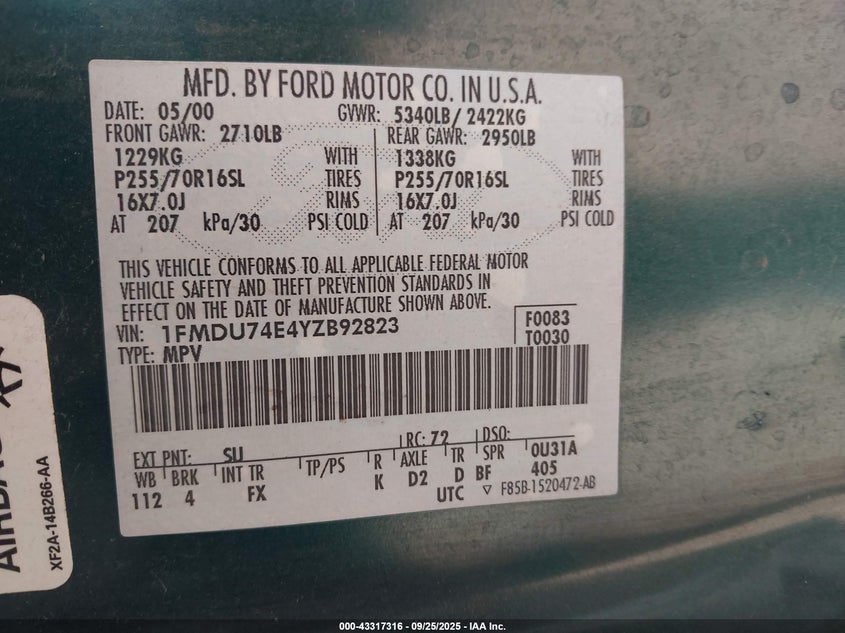 MFD. BY FORD MOTOR CO. IN U.S.A.
DATE: 05/00 GVWR: 5340LB/ 2422KG
FRONT GAWR: 2710LB REAR GAWR: 2950LB
1229KG WITH 1338KG WITH
P255/70R16SL TIRES P255/70R16SL TIRES
16X7.0J RIMS 16X7.0J RIMS
AT 207 kPa/30 PSI COLD AT 207 kPa/30 PSI COLD
THIS VEHICLE CONFORMS TO ALL APPLICABLE FEDERAL MOTOR
VEHICLE SAFETY AND THEFT PREVENTION STANDARDS IN
EFFECT ON THE DATE OF MANUFACTURE SHOWN ABOVE.
VIN: 1FMDU74E4YZB92823 F0083
TYPE: MPV T0030
EXT PNT: SU RC: 72 DSO:
WB BRK INT TR TP/PS R AXLE TR SPR 0U31A
112 4 FX K D2 D BF 405
UTC ▽ F85B-1520472-AB
AIRBAG
XF2A-14B266-AA
000-43317316 - 09/25/2025 - IAA Inc.